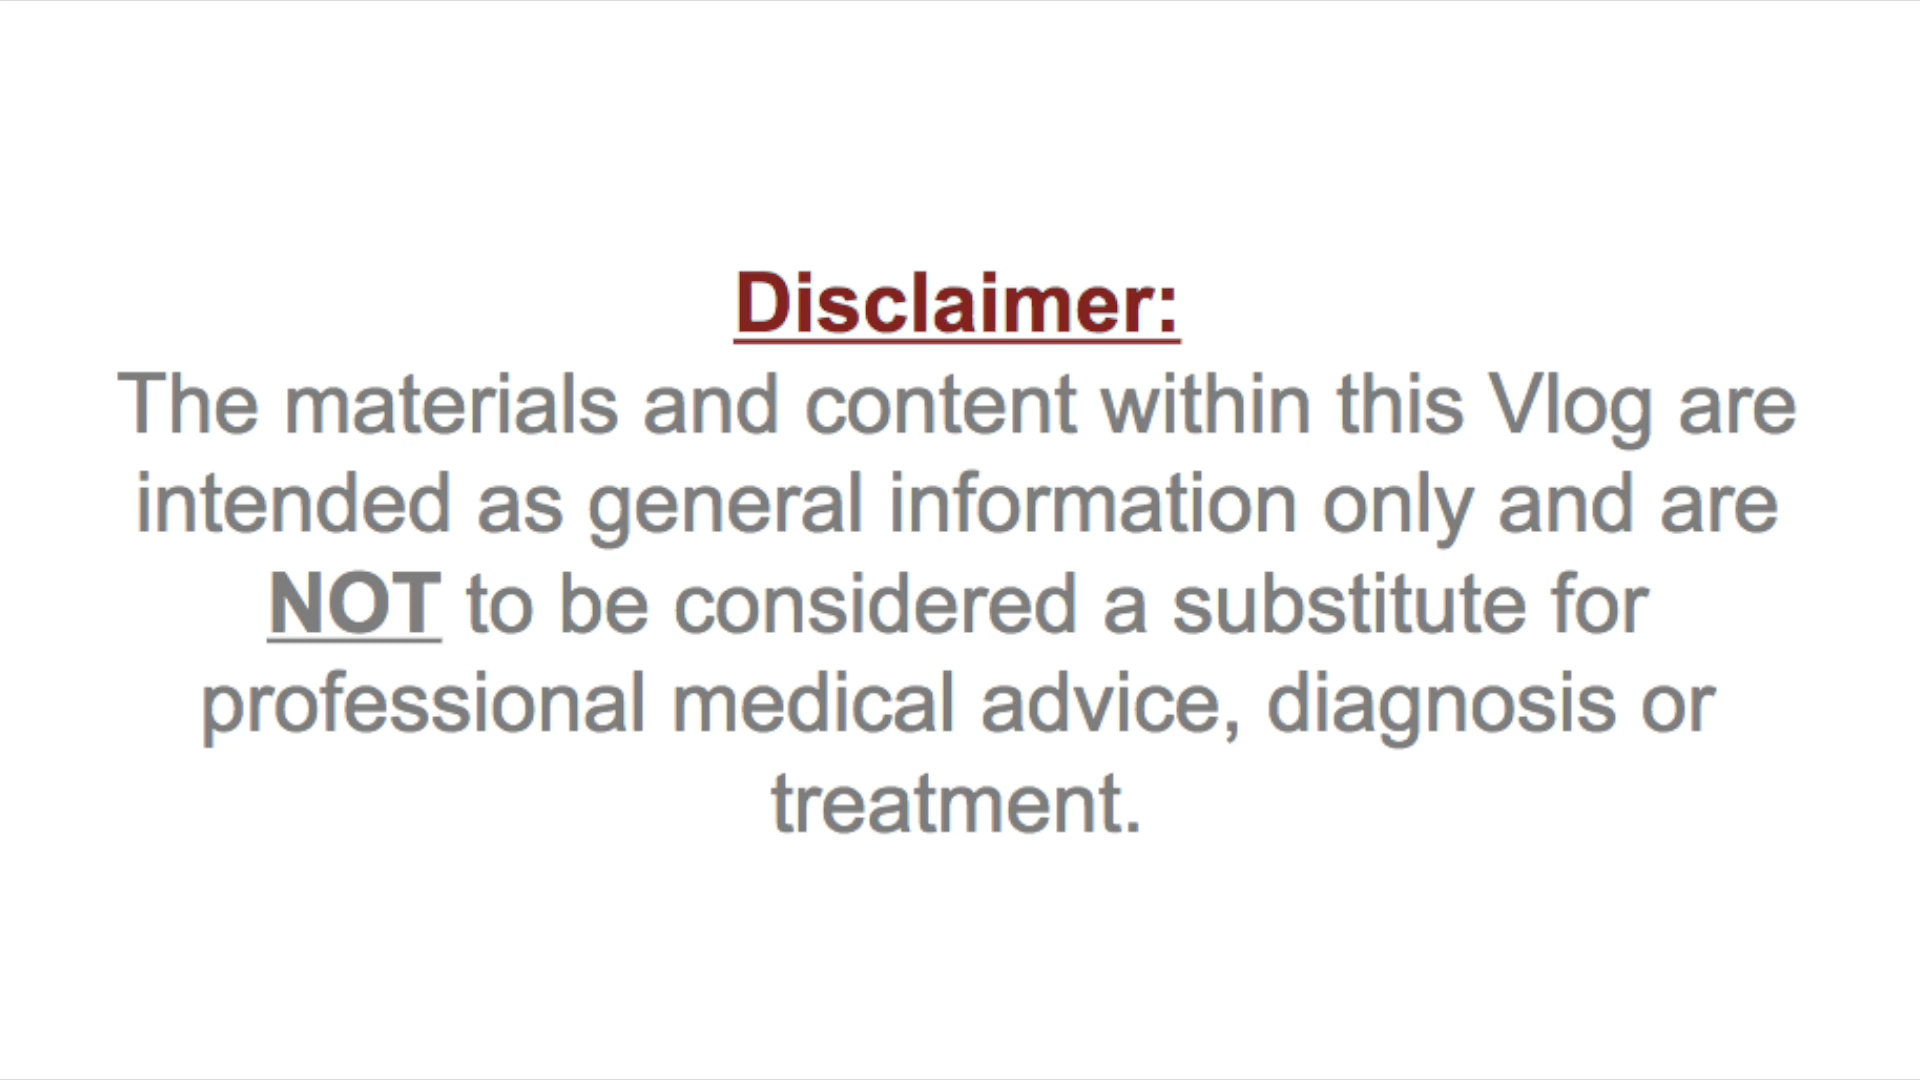 Disclaimer:
The materials and content within this Vlog are
intended as general information only and are
NOT to be considered a substitute for
professional medical advice, diagnosis or
treatment.